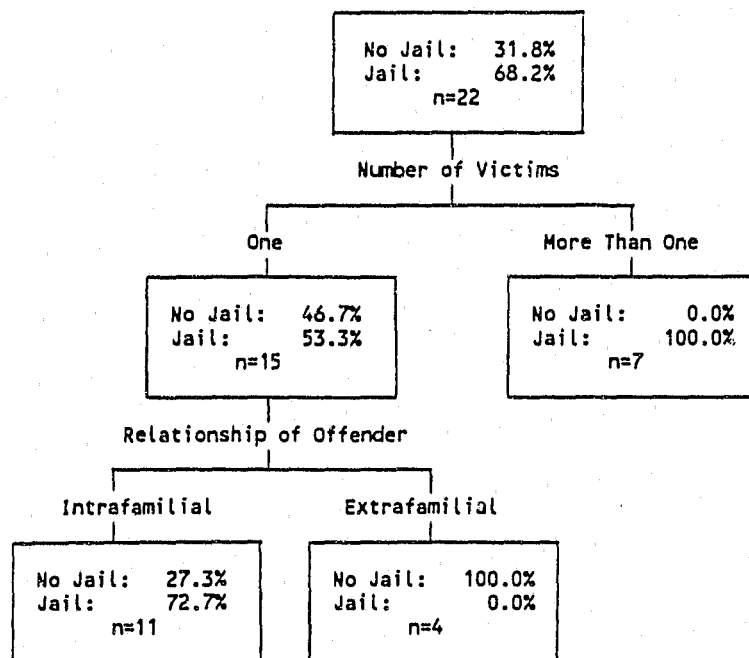 No Jail: 31.8%
Jail: 68.2%
n=22
Number of Victims
One
More Than One
No Jail: 46.7%
Jail: 53.3%
n=15
No Jail: 0.0%
Jail: 100.0%
n=7
Relationship of Offender
Intrafamilial
Extrafamilial
No Jail: 27.3%
Jail: 72.7%
n=11
No Jail: 100.0%
Jail: 0.0%
n=4